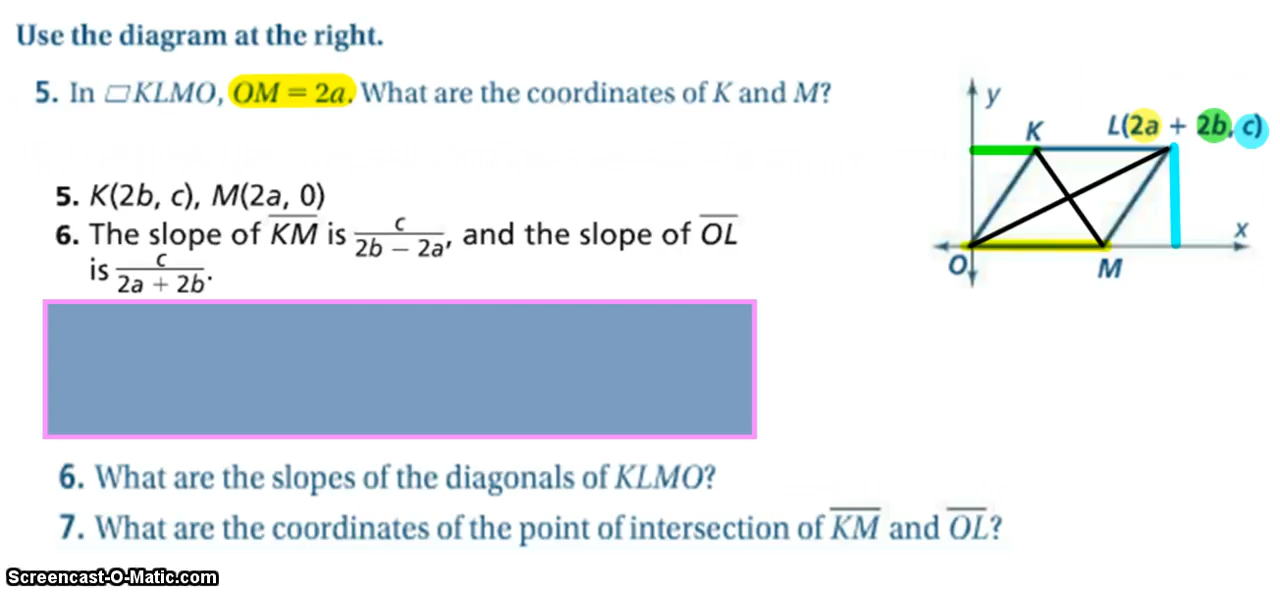 Use the diagram at the right.
5. In ▱KLMO, OM = 2a. What are the coordinates of K and M?
y
K
L(2a + 2b, c)
x
O
M
5. K(2b, c), M(2a, 0)
6. The slope of KM is c/(2b − 2a), and the slope of OL
is c/(2a + 2b).
6. What are the slopes of the diagonals of KLMO?
7. What are the coordinates of the point of intersection of KM and OL?
Screencast-O-Matic.com